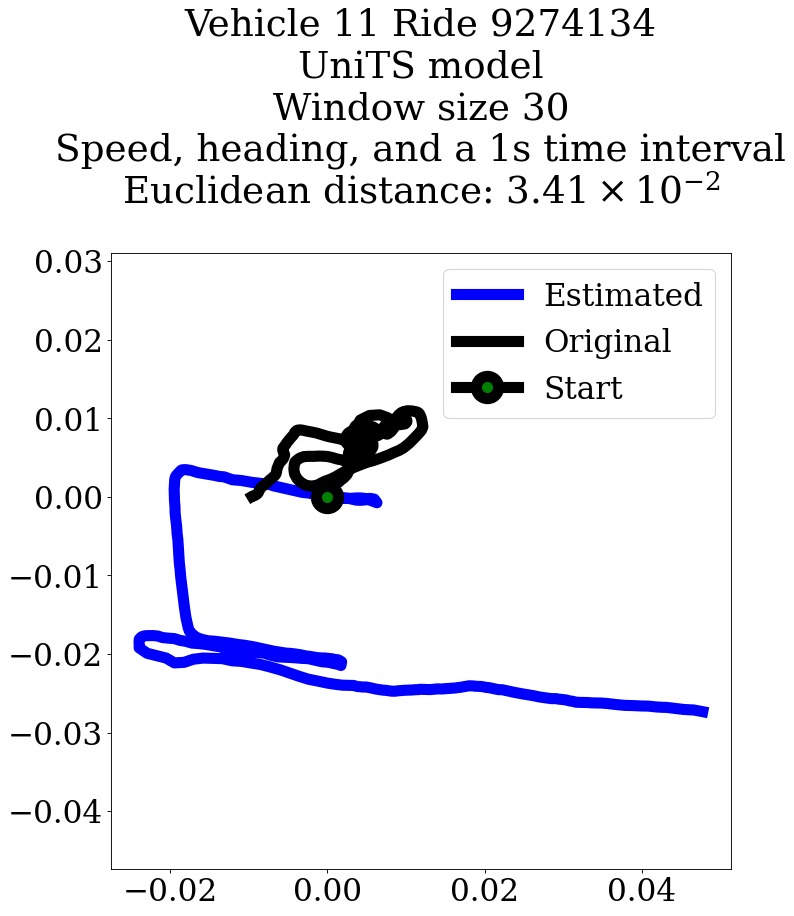 Vehicle 11 Ride 9274134
UniTS model
Window size 30
Speed, heading, and a 1s time interval
Euclidean distance: 3.41 × 10⁻²
Estimated
Original
Start
0.03
0.02
0.01
0.00
−0.01
−0.02
−0.03
−0.04
−0.02 0.00 0.02 0.04